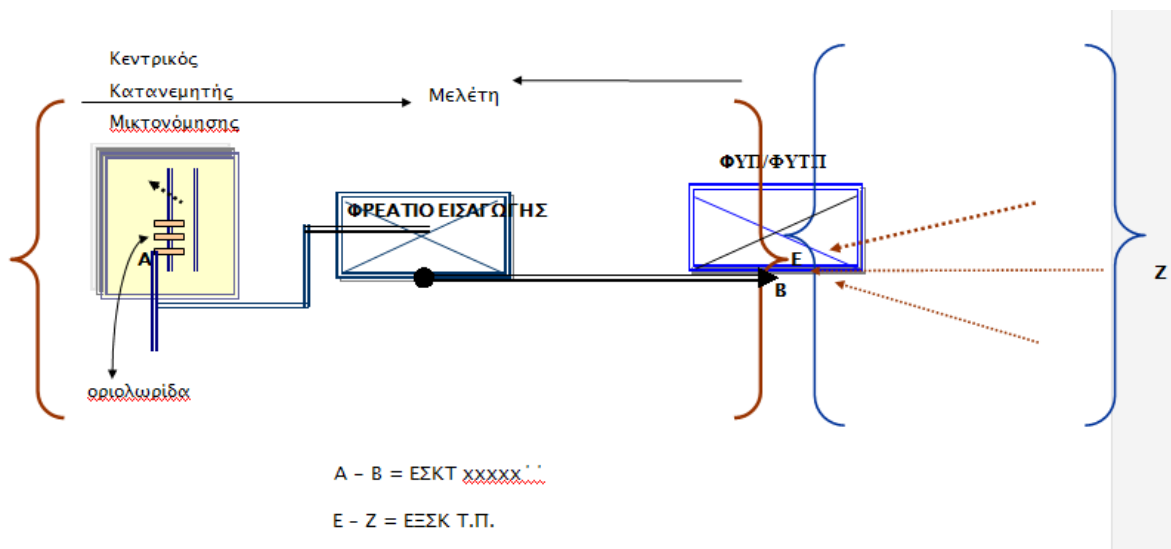 Κεντρικός
Κατανεμητής
Μικτονόμησης
Μελέτη
ΦΥΠ/ΦΥΤΠ
ΦΡΕΑΤΙΟ ΕΙΣΑΓΩΓΗΣ
Α
Ε
Β
Ζ
οριολωρίδα
Α – Β = ΕΣΚΤ xxxxx΄΄
Ε – Ζ = ΕΞΣΚ Τ.Π.